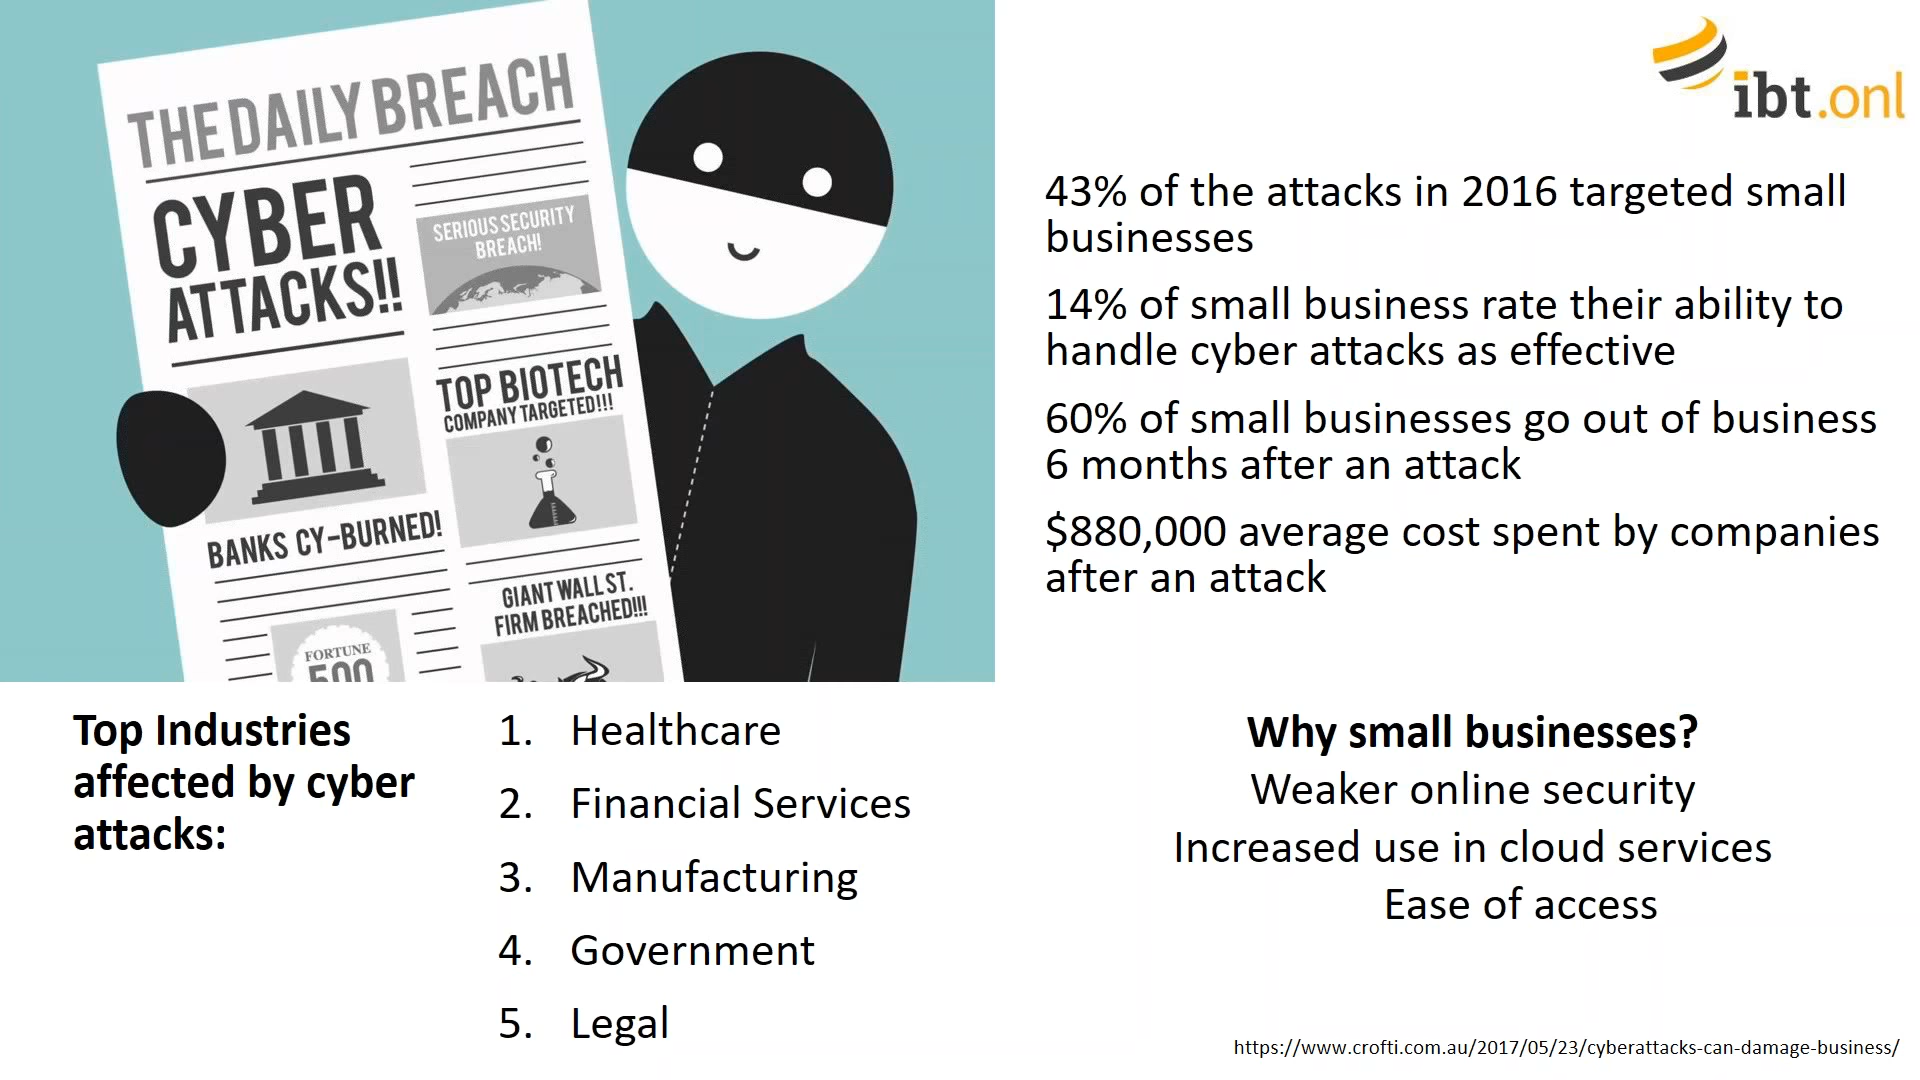 THE DAILY BREACH
CYBER
ATTACKS!!
SERIOUS SECURITY
BREACH!
TOP BIOTECH
COMPANY TARGETED!!!
BANKS CY-BURNED!
GIANT WALL ST.
FIRM BREACHED!!!
FORTUNE
500
ibt.onl
43% of the attacks in 2016 targeted small
businesses
14% of small business rate their ability to
handle cyber attacks as effective
60% of small businesses go out of business
6 months after an attack
$880,000 average cost spent by companies
after an attack
Top Industries
affected by cyber
attacks:
1. Healthcare
2. Financial Services
3. Manufacturing
4. Government
5. Legal
Why small businesses?
Weaker online security
Increased use in cloud services
Ease of access
https://www.crofti.com.au/2017/05/23/cyberattacks-can-damage-business/